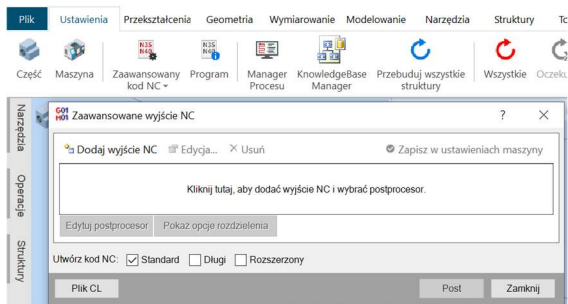 Plik Ustawienia Przekształcenia Geometria Wymiarowanie Modelowanie Narzędzia Struktury
Część Maszyna Zaawansowany kod NC Program Manager Procesu KnowledgeBase Manager Przebuduj wszystkie struktury Wszystkie
Narzędzia
Operacje
Struktury
G01
M01 Zaawansowane wyjście NC ?
Dodaj wyjście NC Edycja... Usuń Zapisz w ustawieniach maszyny
Kliknij tutaj, aby dodać wyjście NC i wybrać postprocesor.
Edytuj postprocesor Pokaż opcje rozdzielenia
Utwórz kod NC: Standard Długi Rozszerzony
Plik CL Post Zamknij